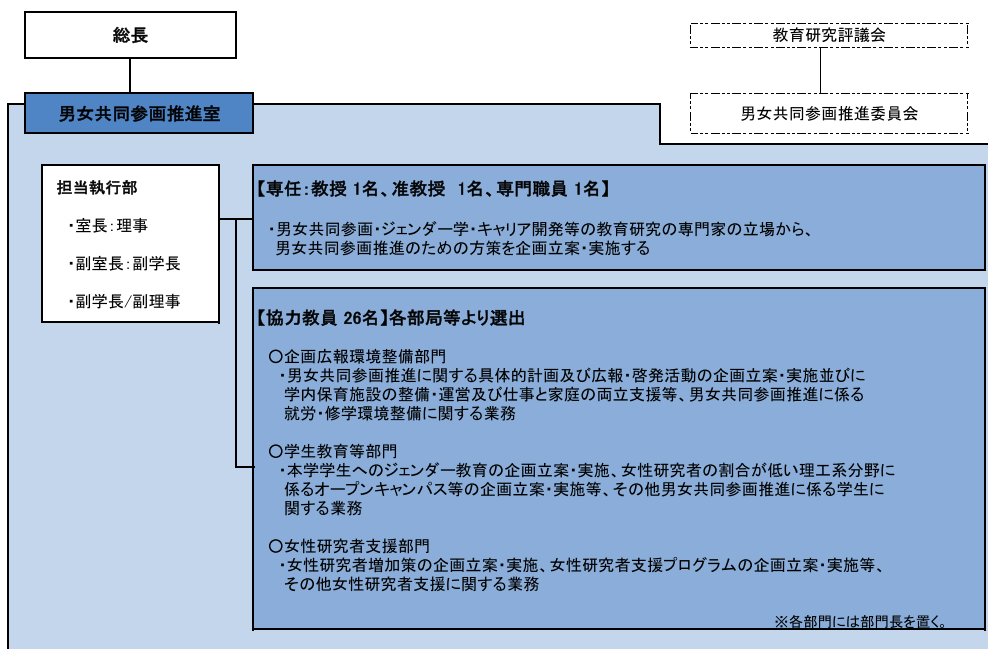 総長
教育研究評議会
男女共同参画推進室
男女共同参画推進委員会
担当執行部
・室長：理事
・副室長：副学長
・副学長/副理事
【専任：教授 1名、准教授 1名、専門職員 1名】
・男女共同参画・ジェンダー学・キャリア開発等の教育研究の専門家の立場から、
男女共同参画推進のための方策を企画立案・実施する
【協力教員 26名】各部局等より選出
○企画広報環境整備部門
・男女共同参画推進に関する具体的計画及び広報・啓発活動の企画立案・実施並びに
学内保育施設の整備・運営及び仕事と家庭の両立支援等、男女共同参画推進に係る
就労・修学環境整備に関する業務
○学生教育等部門
・本学学生へのジェンダー教育の企画立案・実施、女性研究者の割合が低い理工系分野に
係るオープンキャンパス等の企画立案・実施等、その他男女共同参画推進に係る学生に
関する業務
○女性研究者支援部門
・女性研究者増加策の企画立案・実施、女性研究者支援プログラムの企画立案・実施等、
その他女性研究者支援に関する業務
※各部門には部門長を置く。